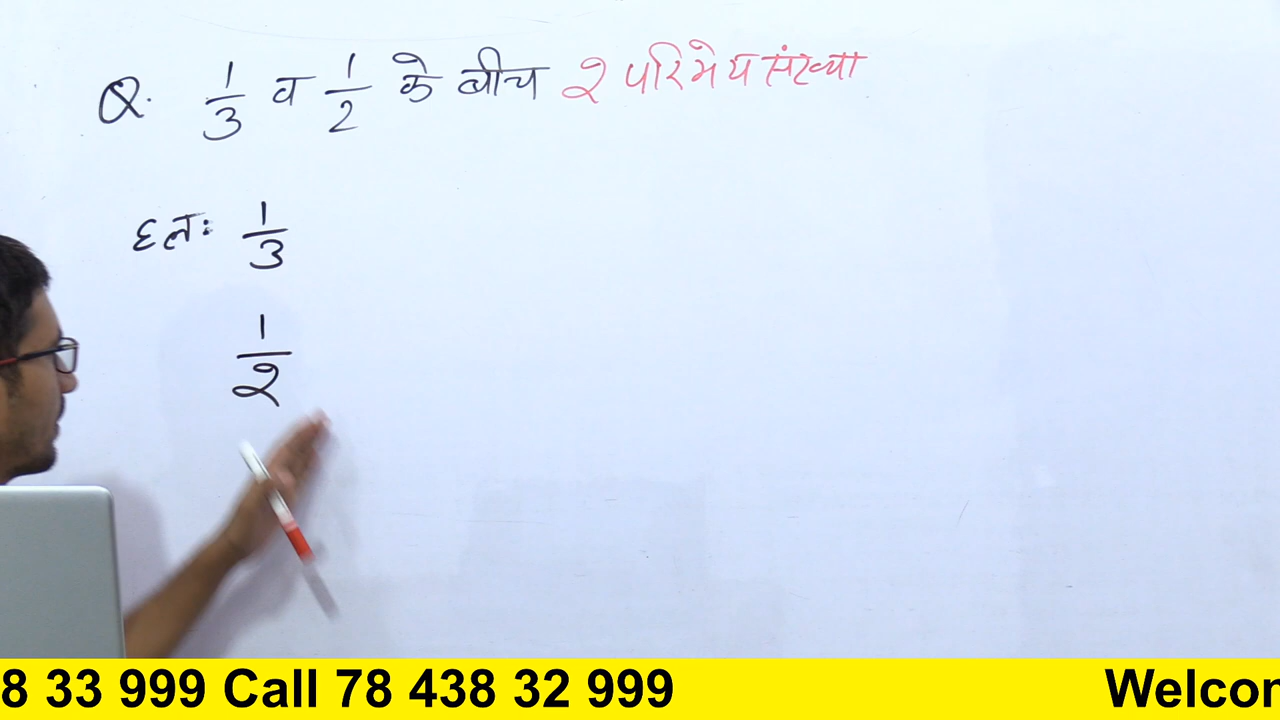 Q. 1/3 व 1/2 के बीच 2 परिमेय संख्या
हल: 1/3
1/2
8 33 999 Call 78 438 32 999 Welcon